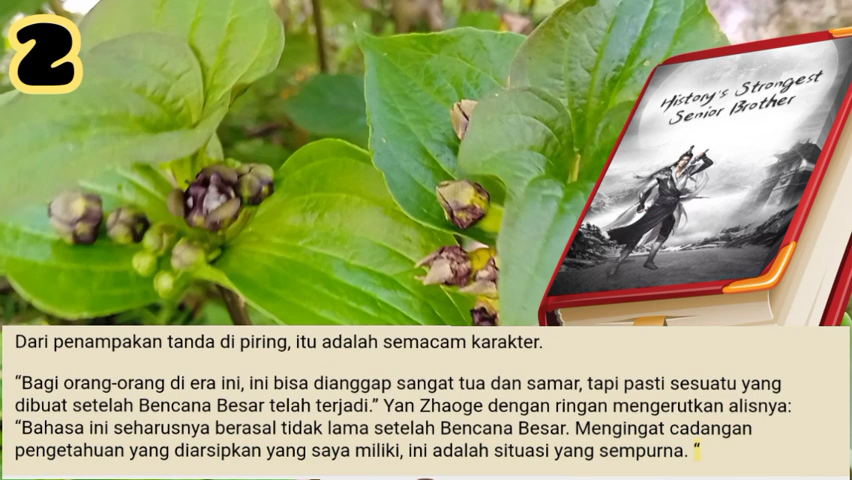 2
History's Strongest
Senior Brother
Dari penampakan tanda di piring, itu adalah semacam karakter.
“Bagi orang-orang di era ini, ini bisa dianggap sangat tua dan samar, tapi pasti sesuatu yang
dibuat setelah Bencana Besar telah terjadi.” Yan Zhaoge dengan ringan mengerutkan alisnya:
“Bahasa ini seharusnya berasal tidak lama setelah Bencana Besar. Mengingat cadangan
pengetahuan yang diarsipkan yang saya miliki, ini adalah situasi yang sempurna. “